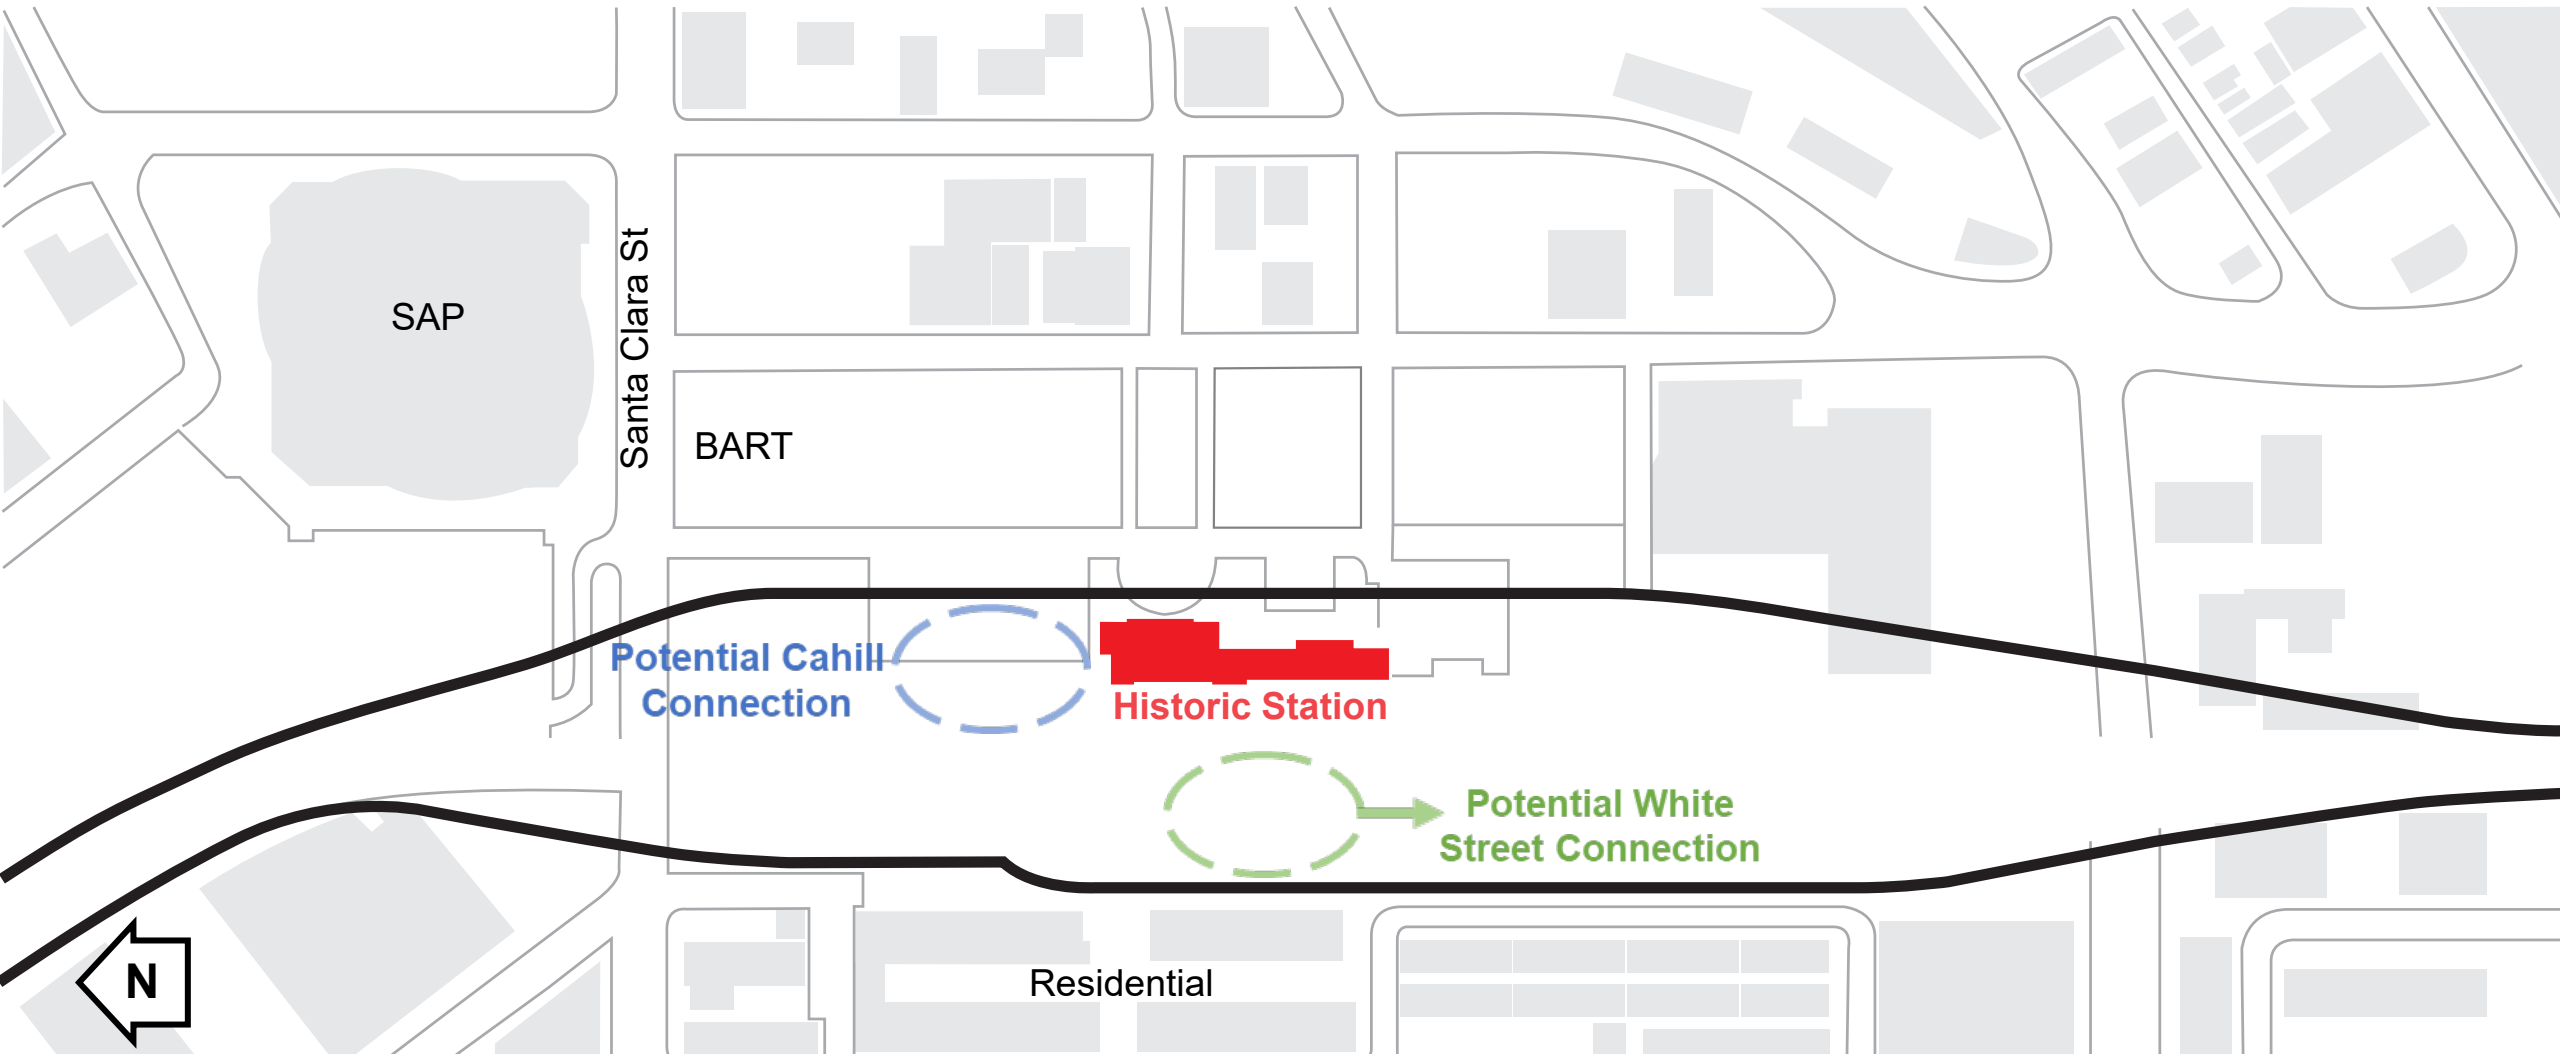 Santa Clara St
SAP
BART
Potential Cahill
Connection
Historic Station
Potential White
Street Connection
Residential
N